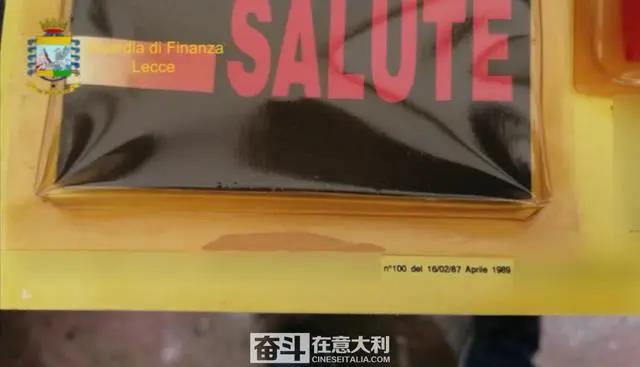 SALUTE
Guardia di Finanza
Lecce
n°100 del 16/02/87 Aprile 1989
奋斗 在意大利
CINESEITALIA.COM